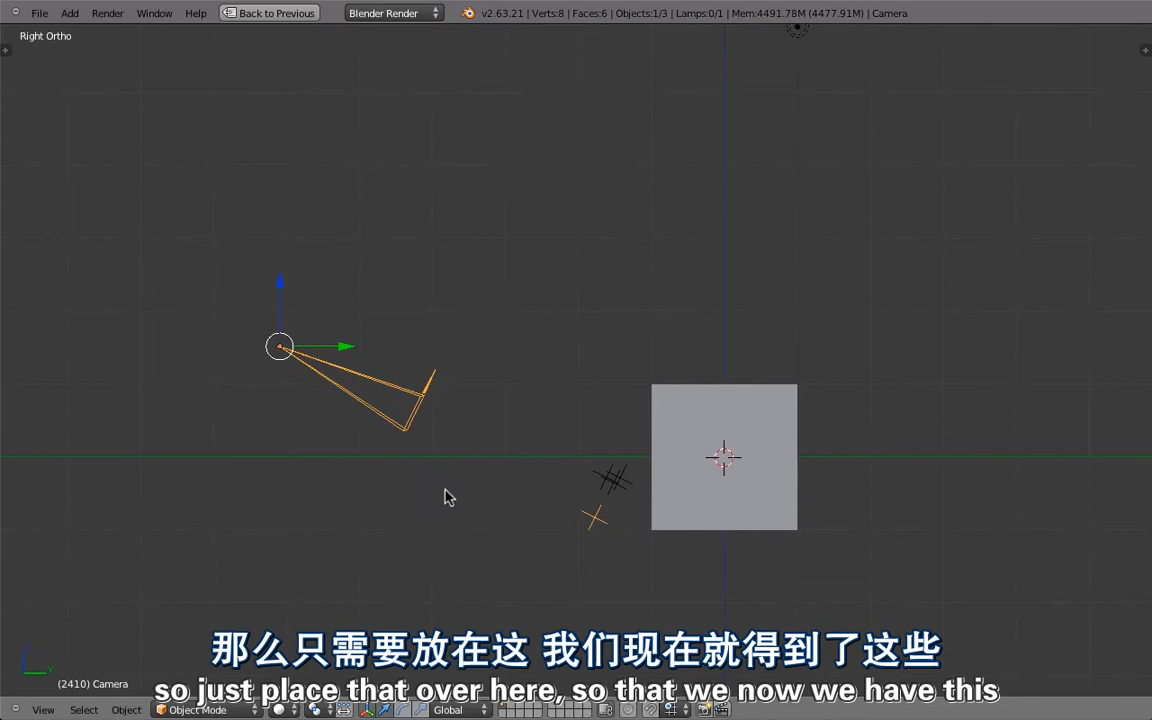 File Add Render Window Help Back to Previous Blender Render v2.63.21 | Verts:8 | Faces:6 | Objects:1/3 | Lamps:0/1 | Mem:4491.78M (4477.91M) | Camera
Right Ortho
那么只需要放在这 我们现在就得到了这些
y
(2410) Camera
so just place that over here, so that we now we have this
View Select Object Object Mode Global